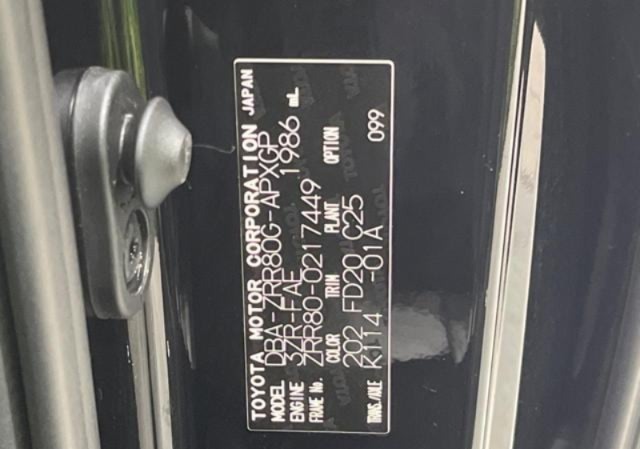 TOYOTA MOTOR CORPORATION JAPAN
MODEL DBA-ZRR80G-APXGP
ENGINE 3ZR-FAE 1986 mL
FRAME No. ZRR80-0217449
COLOR TRIM PLANT OPTION
202 FD20 C25
TRANS./AXLE K114 -01A 099